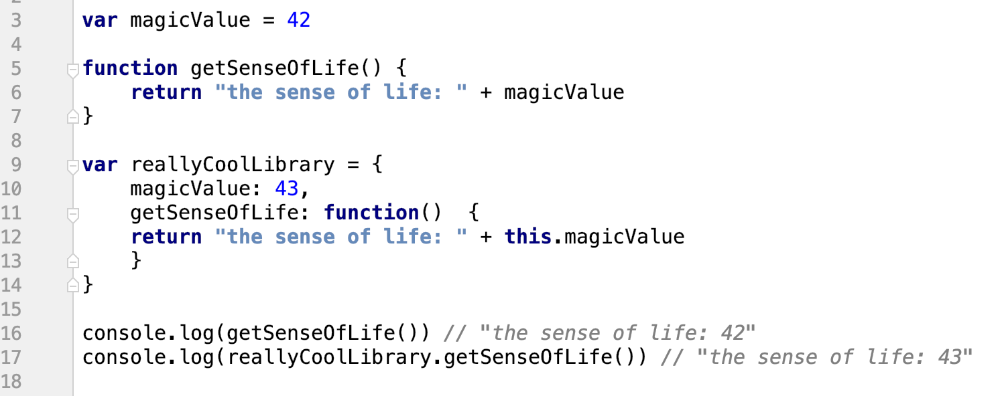 3 var magicValue = 42
4
5 function getSenseOfLife() {
6     return "the sense of life: " + magicValue
7 }
8
9 var reallyCoolLibrary = {
10     magicValue: 43,
11     getSenseOfLife: function()  {
12     return "the sense of life: " + this.magicValue
13     }
14 }
15
16 console.log(getSenseOfLife()) // "the sense of life: 42"
17 console.log(reallyCoolLibrary.getSenseOfLife()) // "the sense of life: 43"
18